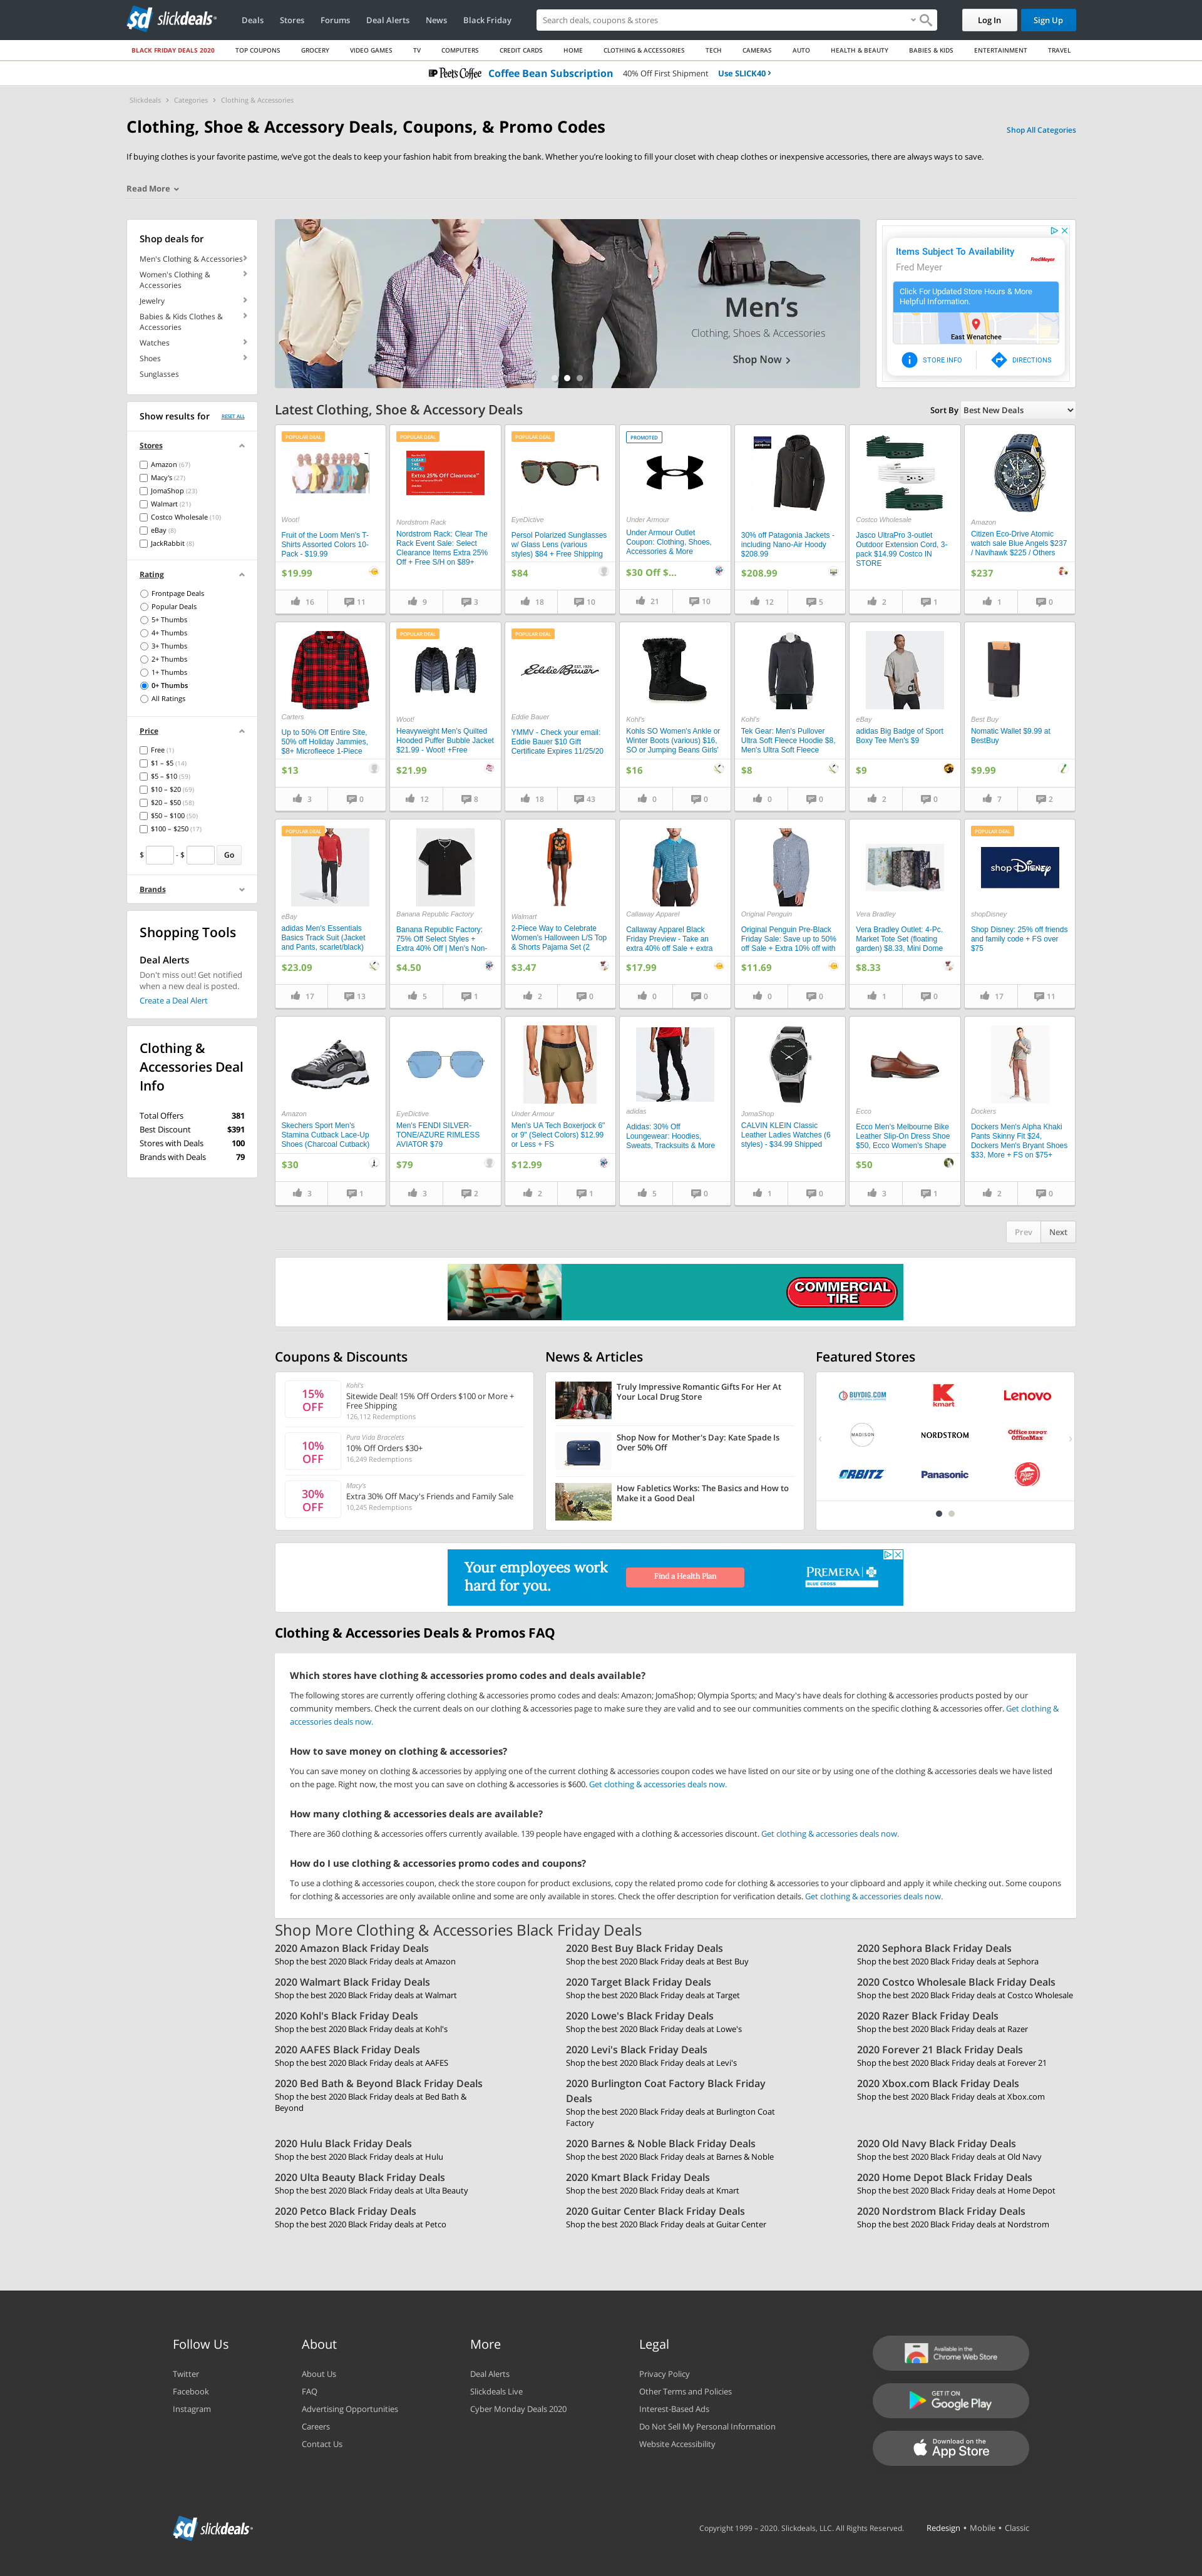 sd slickdeals
Deals Stores Forums Deal Alerts News Black Friday
Search deals, coupons & stores
Log In
Sign Up
BLACK FRIDAY DEALS 2020 TOP COUPONS GROCERY VIDEO GAMES TV COMPUTERS CREDIT CARDS HOME CLOTHING & ACCESSORIES TECH CAMERAS AUTO HEALTH & BEAUTY BABIES & KIDS ENTERTAINMENT TRAVEL
Peet's Coffee Coffee Bean Subscription 40% Off First Shipment Use SLICK40 >
Slickdeals > Categories > Clothing & Accessories
Clothing, Shoe & Accessory Deals, Coupons, & Promo Codes
Shop All Categories
If buying clothes is your favorite pastime, we've got the deals to keep your fashion habit from breaking the bank. Whether you're looking to fill your closet with cheap clothes or inexpensive accessories, there are always ways to save.
Read More
Shop deals for
Men's Clothing & Accessories
Women's Clothing &
Accessories
Jewelry
Babies & Kids Clothes &
Accessories
Watches
Shoes
Sunglasses
Men's
Clothing, Shoes & Accessories
Shop Now >
Items Subject To Availability
Fred Meyer
Fred Meyer
Click For Updated Store Hours & More
Helpful Information.
East Wenatchee
STORE INFO
DIRECTIONS
Show results for RESET ALL
Stores
Amazon (67)
Macy's (27)
JomaShop (23)
Walmart (21)
Costco Wholesale (10)
eBay (8)
JackRabbit (8)
Rating
Frontpage Deals
Popular Deals
5+ Thumbs
4+ Thumbs
3+ Thumbs
2+ Thumbs
1+ Thumbs
0+ Thumbs
All Ratings
Price
Free (1)
$1 – $5 (14)
$5 – $10 (59)
$10 – $20 (69)
$20 – $50 (58)
$50 – $100 (50)
$100 – $250 (17)
$ - $ Go
Brands
Shopping Tools
Deal Alerts
Don't miss out! Get notified
when a new deal is posted.
Create a Deal Alert
Clothing &
Accessories Deal
Info
Total Offers 381
Best Discount $391
Stores with Deals 100
Brands with Deals 79
Latest Clothing, Shoe & Accessory Deals
Sort By Best New Deals
POPULAR DEAL
Woot!
Fruit of the Loom Men's T-
Shirts Assorted Colors 10-
Pack - $19.99
$19.99
16 11
POPULAR DEAL
Extra 25% off Clearance
Nordstrom Rack
Nordstrom Rack: Clear The
Rack Event Sale: Select
Clearance Items Extra 25%
Off + Free S/H on $89+
9 3
POPULAR DEAL
EyeDictive
Persol Polarized Sunglasses
w/ Glass Lens (various
styles) $84 + Free Shipping
$84
18 10
PROMOTED
Under Armour
Under Armour Outlet
Coupon: Clothing, Shoes,
Accessories & More
$30 Off $...
21 10
patagonia
30% off Patagonia Jackets -
including Nano-Air Hoody
$208.99
$208.99
12 5
Costco Wholesale
Jasco UltraPro 3-outlet
Outdoor Extension Cord, 3-
pack $14.99 Costco IN
STORE
2 1
Amazon
Citizen Eco-Drive Atomic
watch sale Blue Angels $237
/ Navihawk $225 / Others
$237
1 0
Carters
Up to 50% Off Entire Site,
50% off Holiday Jammies,
$8+ Microfleece 1-Piece
$13
3 0
POPULAR DEAL
Woot!
Heavyweight Men's Quilted
Hooded Puffer Bubble Jacket
$21.99 - Woot! +Free
$21.99
12 8
POPULAR DEAL
Eddie Bauer
EST. 1920
Eddie Bauer
YMMV - Check your email:
Eddie Bauer $10 Gift
Certificate Expires 11/25/20
18 43
Kohl's
Kohls SO Women's Ankle or
Winter Boots (various) $16,
SO or Jumping Beans Girls'
$16
0 0
Kohl's
Tek Gear: Men's Pullover
Ultra Soft Fleece Hoodie $8,
Men's Ultra Soft Fleece
$8
0 0
eBay
adidas Big Badge of Sport
Boxy Tee Men's $9
$9
2 0
Best Buy
Nomatic Wallet $9.99 at
BestBuy
$9.99
7 2
POPULAR DEAL
eBay
adidas Men's Essentials
Basics Track Suit (Jacket
and Pants, scarlet/black)
$23.09
17 13
Banana Republic Factory
Banana Republic Factory:
75% Off Select Styles +
Extra 40% Off | Men's Non-
$4.50
5 1
Walmart
2-Piece Way to Celebrate
Women's Halloween L/S Top
& Shorts Pajama Set (2
$3.47
2 0
Callaway Apparel
Callaway Apparel Black
Friday Preview - Take an
extra 40% off Sale + extra
$17.99
0 0
Original Penguin
Original Penguin Pre-Black
Friday Sale: Save up to 50%
off Sale + Extra 10% off with
$11.69
0 0
Vera Bradley
Vera Bradley Outlet: 4-Pc.
Market Tote Set (floating
garden) $8.33, Mini Dome
$8.33
1 0
POPULAR DEAL
shop Disney
shopDisney
Shop Disney: 25% off friends
and family code + FS over
$75
17 11
Amazon
Skechers Sport Men's
Stamina Cutback Lace-Up
Shoes (Charcoal Cutback)
$30
3 1
EyeDictive
Men's FENDI SILVER-
TONE/AZURE RIMLESS
AVIATOR $79
$79
3 2
Under Armour
Men's UA Tech Boxerjock 6"
or 9" (Select Colors) $12.99
or Less + FS
$12.99
2 1
adidas
Adidas: 30% Off
Loungewear: Hoodies,
Sweats, Tracksuits & More
5 0
JomaShop
CALVIN KLEIN Classic
Leather Ladies Watches (6
styles) - $34.99 Shipped
1 0
Ecco
Ecco Men's Melbourne Bike
Leather Slip-On Dress Shoe
$50, Ecco Women's Shape
$50
3 1
Dockers
Dockers Men's Alpha Khaki
Pants Skinny Fit $24,
Dockers Men's Bryant Shoes
$33, More + FS on $75+
2 0
Prev Next
COMMERCIAL
TIRE
Coupons & Discounts
15%
OFF
Kohl's
Sitewide Deal! 15% Off Orders $100 or More +
Free Shipping
126,112 Redemptions
10%
OFF
Pura Vida Bracelets
10% Off Orders $30+
16,249 Redemptions
30%
OFF
Macy's
Extra 30% Off Macy's Friends and Family Sale
10,245 Redemptions
News & Articles
Truly Impressive Romantic Gifts For Her At
Your Local Drug Store
Shop Now for Mother's Day: Kate Spade Is
Over 50% Off
How Fabletics Works: The Basics and How to
Make it a Good Deal
Featured Stores
BUYDIG.COM
kmart
Lenovo
MADISON
NORDSTROM
Office DEPOT
OfficeMax
ORBITZ
Panasonic
Pizza Hut
Your employees work
hard for you.
Find a Health Plan
PREMERA
BLUE CROSS
Clothing & Accessories Deals & Promos FAQ
Which stores have clothing & accessories promo codes and deals available?
The following stores are currently offering clothing & accessories promo codes and deals: Amazon; JomaShop; Olympia Sports; and Macy's have deals for clothing & accessories products posted by our
community members. Check the current deals on our clothing & accessories page to make sure they are valid and to see our communities comments on the specific clothing & accessories offer. Get clothing &
accessories deals now.
How to save money on clothing & accessories?
You can save money on clothing & accessories by applying one of the current clothing & accessories coupon codes we have listed on our site or by using one of the clothing & accessories deals we have listed
on the page. Right now, the most you can save on clothing & accessories is $600. Get clothing & accessories deals now.
How many clothing & accessories deals are available?
There are 360 clothing & accessories offers currently available. 139 people have engaged with a clothing & accessories discount. Get clothing & accessories deals now.
How do I use clothing & accessories promo codes and coupons?
To use a clothing & accessories coupon, check the store coupon for product exclusions, copy the related promo code for clothing & accessories to your clipboard and apply it while checking out. Some coupons
for clothing & accessories are only available online and some are only available in stores. Check the offer description for verification details. Get clothing & accessories deals now.
Shop More Clothing & Accessories Black Friday Deals
2020 Amazon Black Friday Deals
Shop the best 2020 Black Friday deals at Amazon
2020 Best Buy Black Friday Deals
Shop the best 2020 Black Friday deals at Best Buy
2020 Sephora Black Friday Deals
Shop the best 2020 Black Friday deals at Sephora
2020 Walmart Black Friday Deals
Shop the best 2020 Black Friday deals at Walmart
2020 Target Black Friday Deals
Shop the best 2020 Black Friday deals at Target
2020 Costco Wholesale Black Friday Deals
Shop the best 2020 Black Friday deals at Costco Wholesale
2020 Kohl's Black Friday Deals
Shop the best 2020 Black Friday deals at Kohl's
2020 Lowe's Black Friday Deals
Shop the best 2020 Black Friday deals at Lowe's
2020 Razer Black Friday Deals
Shop the best 2020 Black Friday deals at Razer
2020 AAFES Black Friday Deals
Shop the best 2020 Black Friday deals at AAFES
2020 Levi's Black Friday Deals
Shop the best 2020 Black Friday deals at Levi's
2020 Forever 21 Black Friday Deals
Shop the best 2020 Black Friday deals at Forever 21
2020 Bed Bath & Beyond Black Friday Deals
Shop the best 2020 Black Friday deals at Bed Bath &
Beyond
2020 Burlington Coat Factory Black Friday
Deals
Shop the best 2020 Black Friday deals at Burlington Coat
Factory
2020 Xbox.com Black Friday Deals
Shop the best 2020 Black Friday deals at Xbox.com
2020 Hulu Black Friday Deals
Shop the best 2020 Black Friday deals at Hulu
2020 Barnes & Noble Black Friday Deals
Shop the best 2020 Black Friday deals at Barnes & Noble
2020 Old Navy Black Friday Deals
Shop the best 2020 Black Friday deals at Old Navy
2020 Ulta Beauty Black Friday Deals
Shop the best 2020 Black Friday deals at Ulta Beauty
2020 Kmart Black Friday Deals
Shop the best 2020 Black Friday deals at Kmart
2020 Home Depot Black Friday Deals
Shop the best 2020 Black Friday deals at Home Depot
2020 Petco Black Friday Deals
Shop the best 2020 Black Friday deals at Petco
2020 Guitar Center Black Friday Deals
Shop the best 2020 Black Friday deals at Guitar Center
2020 Nordstrom Black Friday Deals
Shop the best 2020 Black Friday deals at Nordstrom
Follow Us
Twitter
Facebook
Instagram
About
About Us
FAQ
Advertising Opportunities
Careers
Contact Us
More
Deal Alerts
Slickdeals Live
Cyber Monday Deals 2020
Legal
Privacy Policy
Other Terms and Policies
Interest-Based Ads
Do Not Sell My Personal Information
Website Accessibility
Available in the
Chrome Web Store
GET IT ON
Google Play
Download on the
App Store
sd slickdeals
Copyright 1999 – 2020. Slickdeals, LLC. All Rights Reserved. Redesign • Mobile • Classic